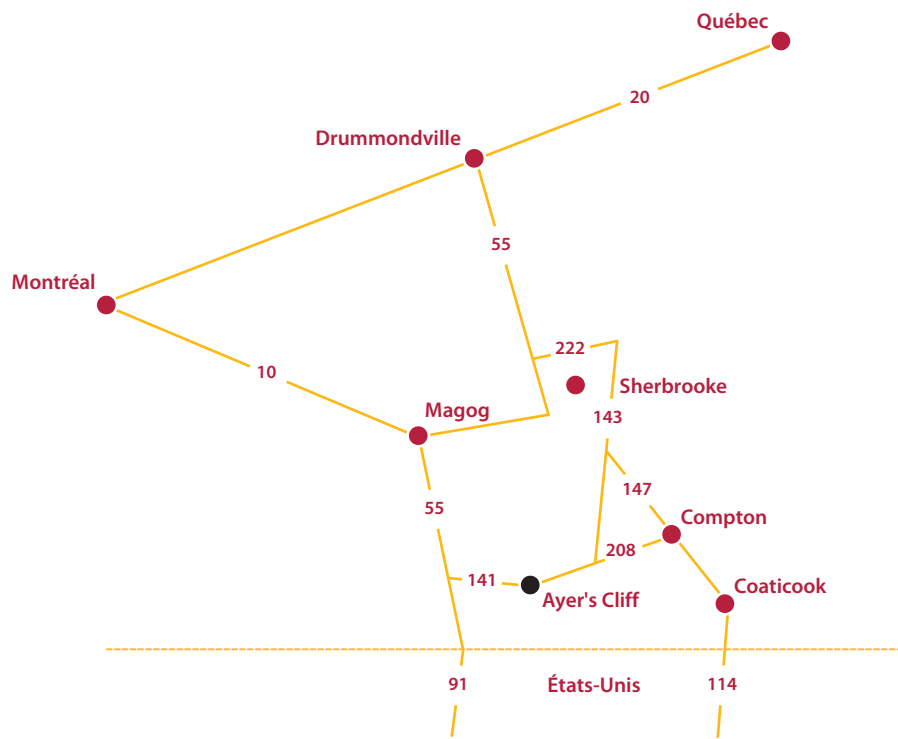 Québec
20
Drummondville
55
Montréal
222
10
Sherbrooke
Magog
143
147
55
Compton
208
141
Coaticook
Ayer's Cliff
91
États-Unis
114